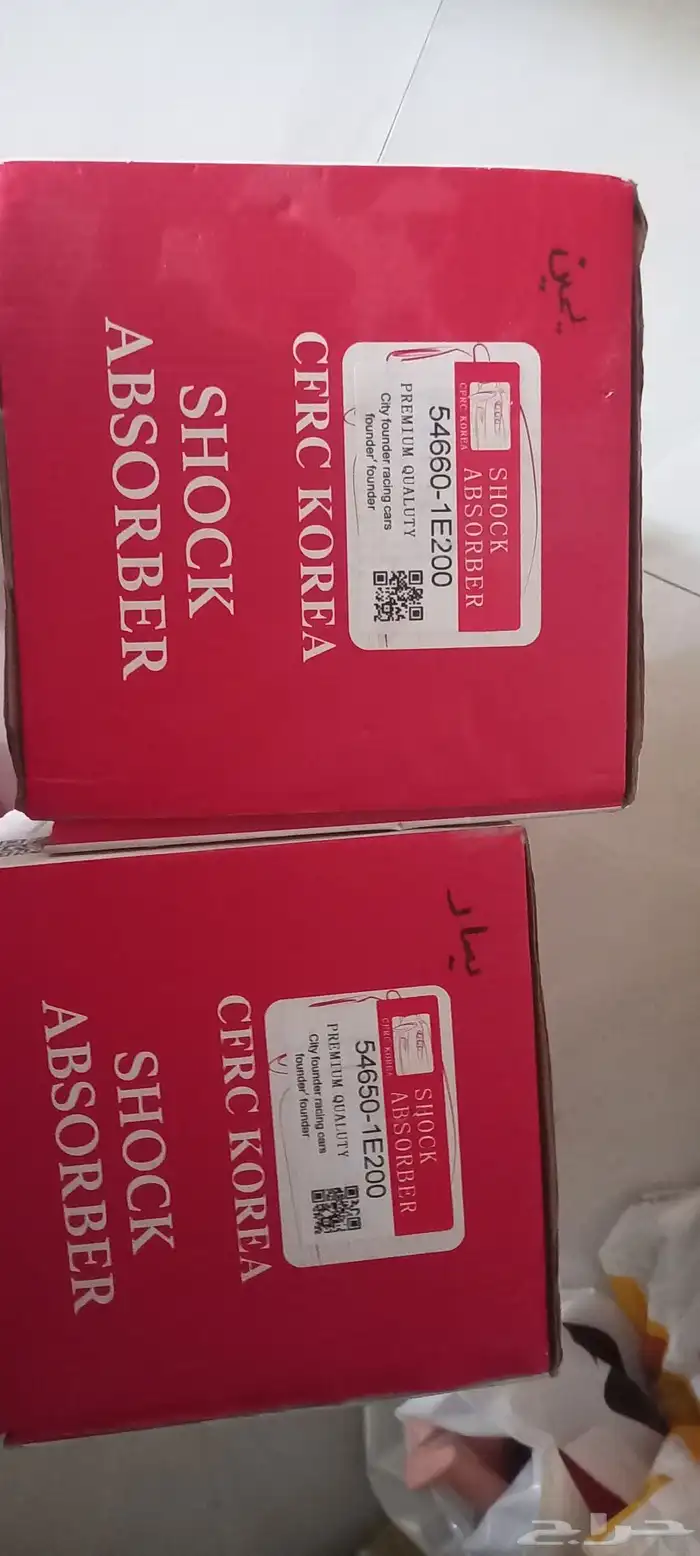 يمين
SHOCK
ABSORBER
CFRC KOREA
54660-1E200
PREMIUM QUALUTY
City founder racing cars
founder' founder
CFRC KOREA
SHOCK
ABSORBER
يسار
SHOCK
ABSORBER
CFRC KOREA
54650-1E200
PREMIUM QUALUTY
City founder racing cars
founder' founder
CFRC KOREA
SHOCK
ABSORBER
حراج